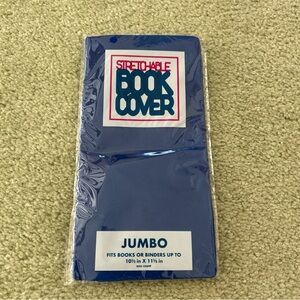 STRETCHABLE
BOOK
COVER
JUMBO
FITS BOOKS OR BINDERS UP TO
10½ in X 11½ in